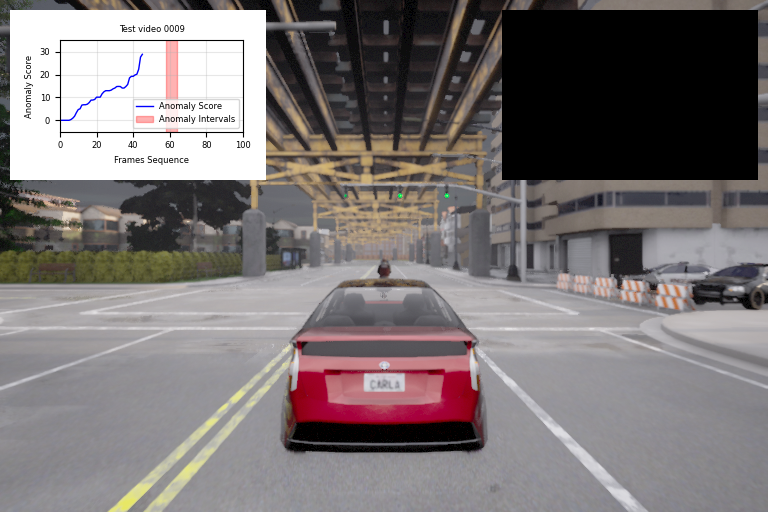 Test video 0009
Anomaly Score
30
20
10
0
Anomaly Score
Anomaly Intervals
0 20 40 60 80 100
Frames Sequence
CARLA